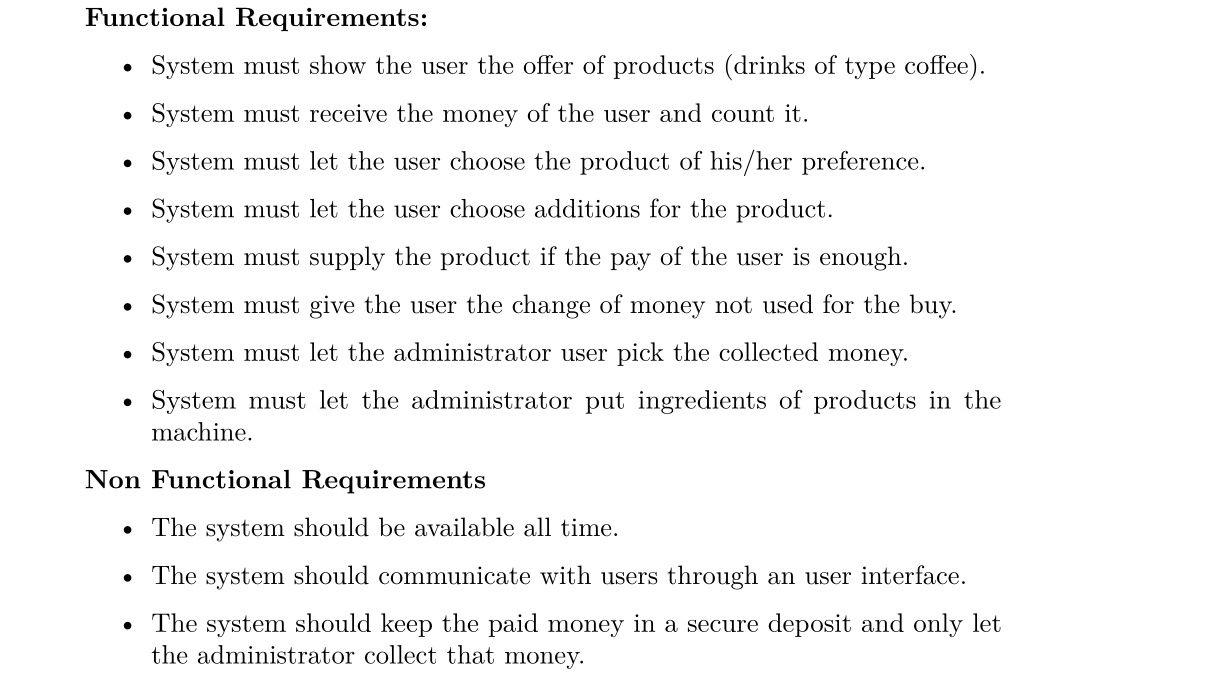 Functional Requirements:
• System must show the user the offer of products (drinks of type coffee).
• System must receive the money of the user and count it.
• System must let the user choose the product of his/her preference.
• System must let the user choose additions for the product.
• System must supply the product if the pay of the user is enough.
• System must give the user the change of money not used for the buy.
• System must let the administrator user pick the collected money.
• System must let the administrator put ingredients of products in the
machine.
Non Functional Requirements
• The system should be available all time.
• The system should communicate with users through an user interface.
• The system should keep the paid money in a secure deposit and only let
the administrator collect that money.